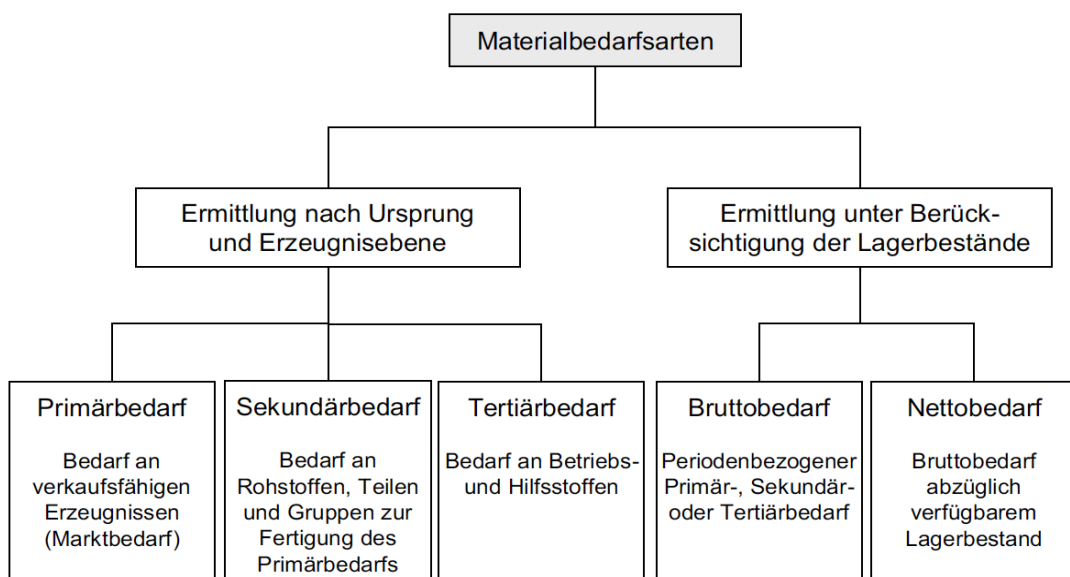 Materialbedarfsarten
Ermittlung nach Ursprung
und Erzeugnisebene
Ermittlung unter Berück-
sichtigung der Lagerbestände
Primärbedarf
Bedarf an
verkaufsfähigen
Erzeugnissen
(Marktbedarf)
Sekundärbedarf
Bedarf an
Rohstoffen, Teilen
und Gruppen zur
Fertigung des
Primärbedarfs
Tertiärbedarf
Bedarf an Betriebs-
und Hilfsstoffen
Bruttobedarf
Periodenbezogener
Primär-, Sekundär-
oder Tertiärbedarf
Nettobedarf
Bruttobedarf
abzüglich
verfügbarem
Lagerbestand